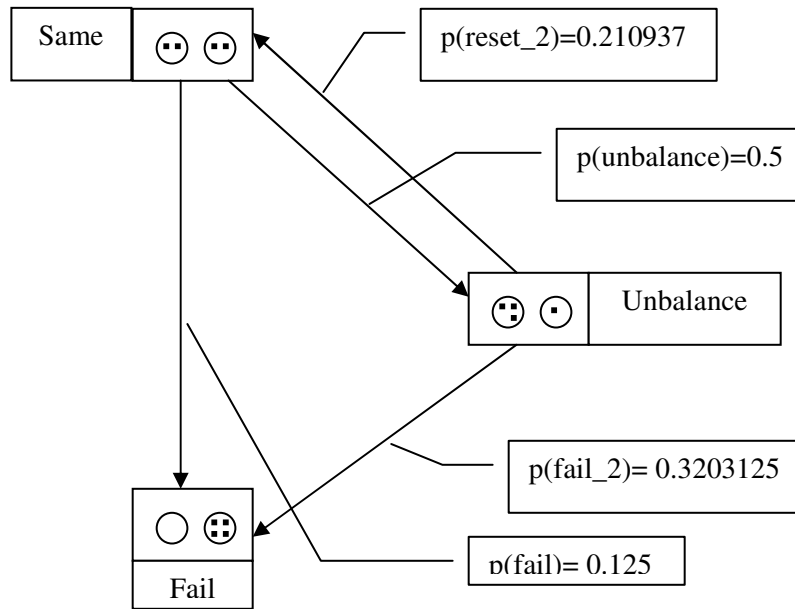 Same
p(reset_2)=0.210937
p(unbalance)=0.5
Unbalance
p(fail_2)= 0.3203125
p(fail)= 0.125
Fail